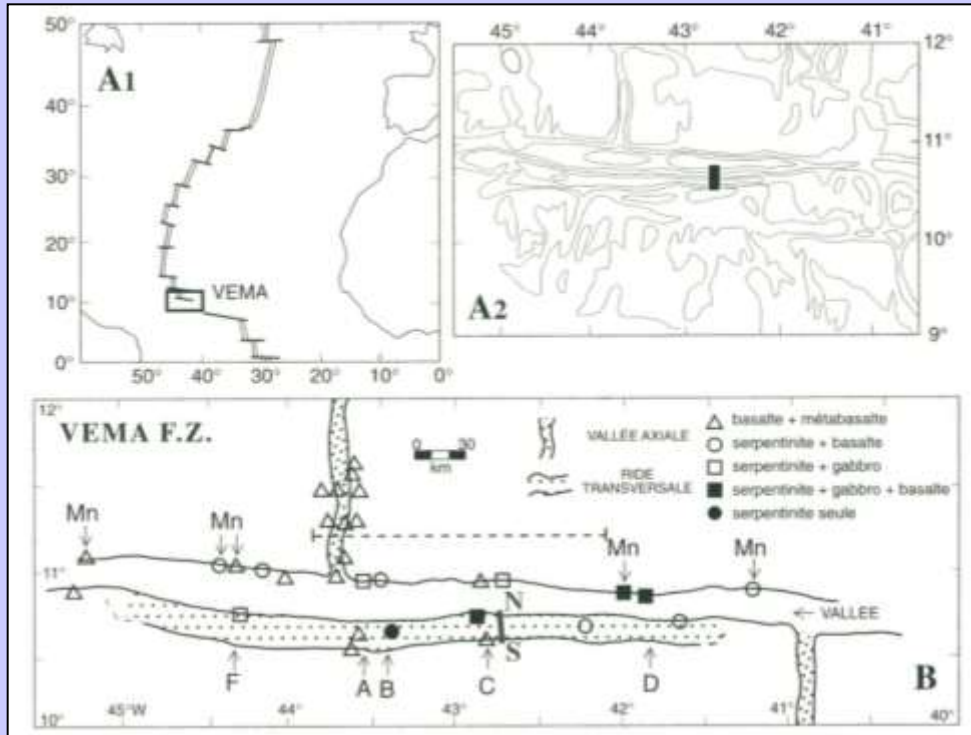 A1
50°
40°
30°
20°
10°
0°
VEMA
50° 40° 30° 20° 10° 0°
45° 44° 43° 42° 41°
12°
11°
10°
9°
A2
VEMA F.Z.
12°
11°
10°
0 30
km
VALLÉE AXIALE
RIDE
TRANSVERSALE
basalte + métabasalte
serpentinite + basalte
serpentinite + gabbro
serpentinite + gabbro + basalte
serpentinite seule
Mn Mn Mn Mn
N
S
VALLEE
F A B C D
B
45°W 44° 43° 42° 41° 40°